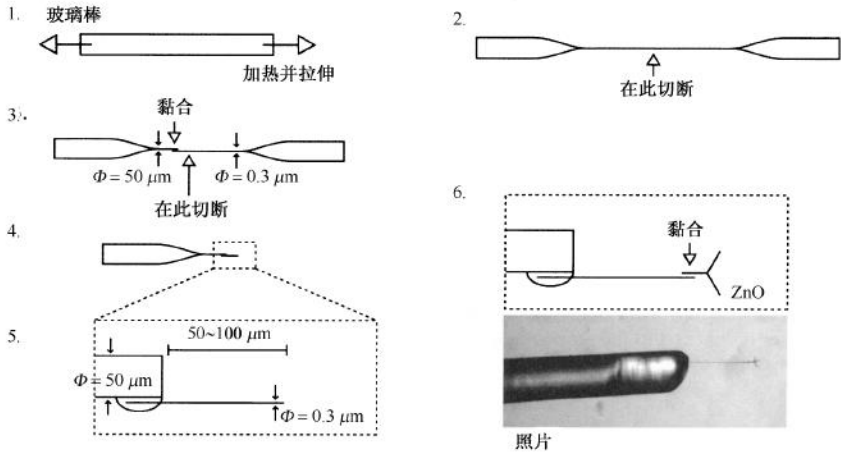 1.
玻璃棒
加热并拉伸
2.
在此切断
3.
黏合
Φ = 50 μm
Φ = 0.3 μm
在此切断
4.
5.
50~100 μm
Φ = 50 μm
Φ = 0.3 μm
6.
黏合
ZnO
照片